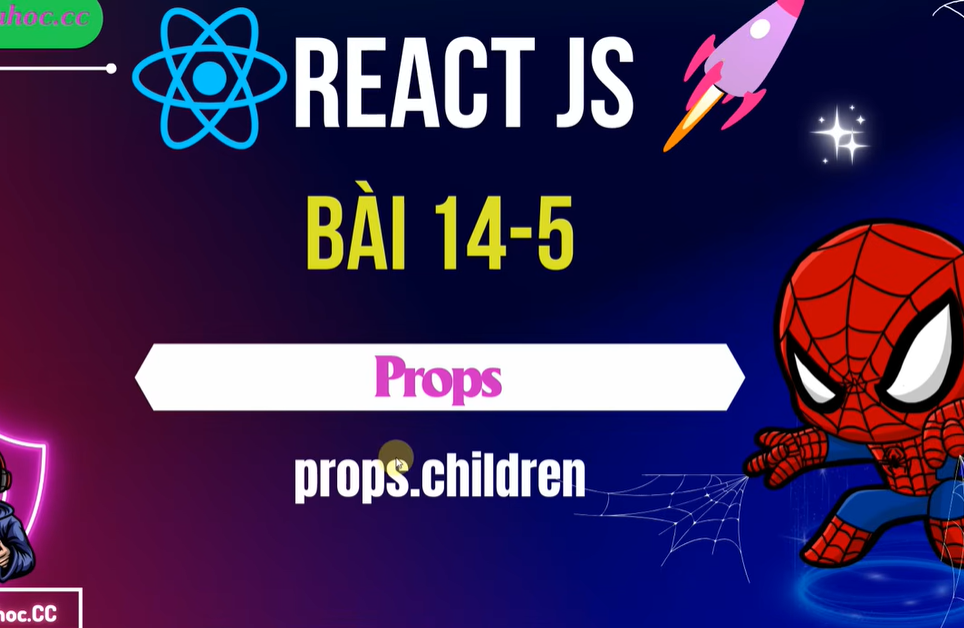 REACT JS
BÀI 14-5
Props
props.children